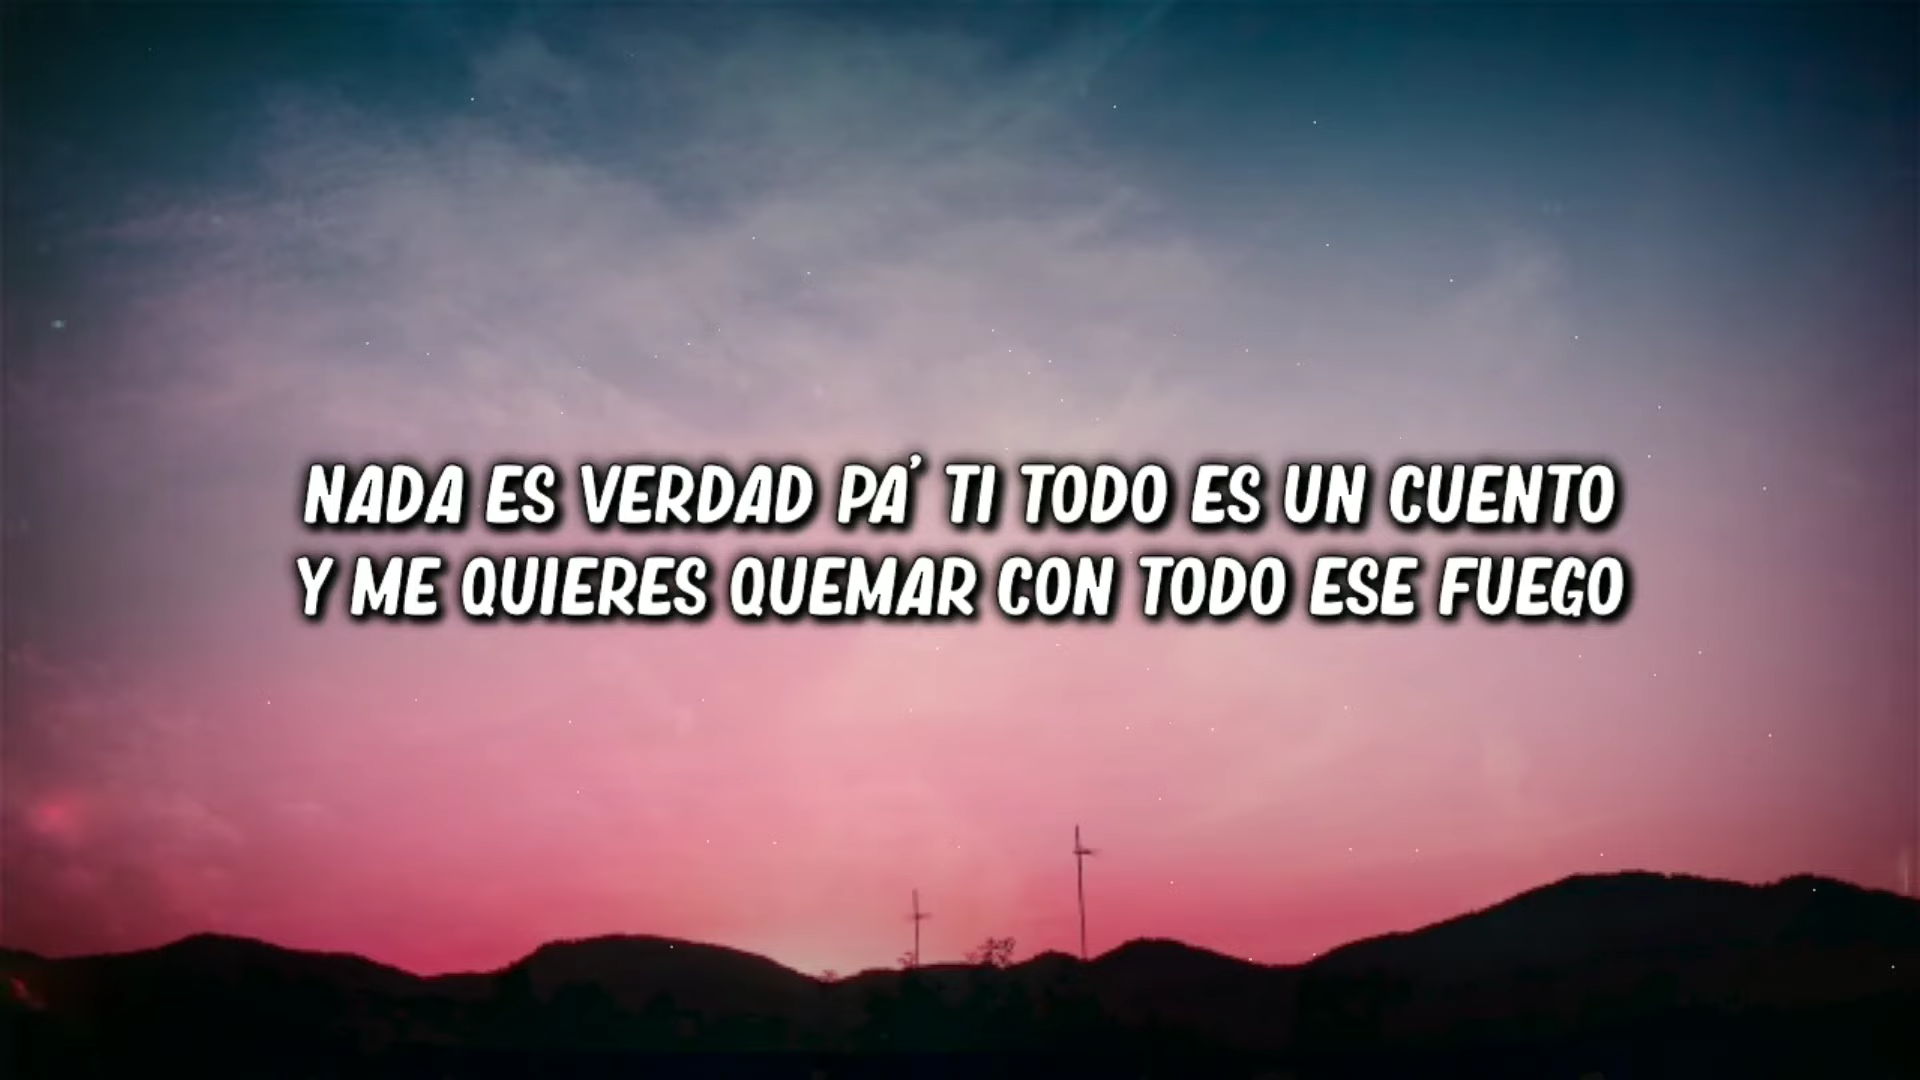 NADA ES VERDAD PA' TI TODO ES UN CUENTO
Y ME QUIERES QUEMAR CON TODO ESE FUEGO